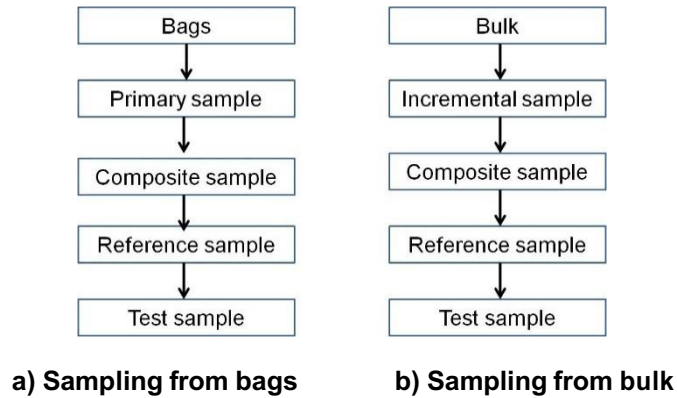 Bags
Primary sample
Composite sample
Reference sample
Test sample
a) Sampling from bags
Bulk
Incremental sample
Composite sample
Reference sample
Test sample
b) Sampling from bulk